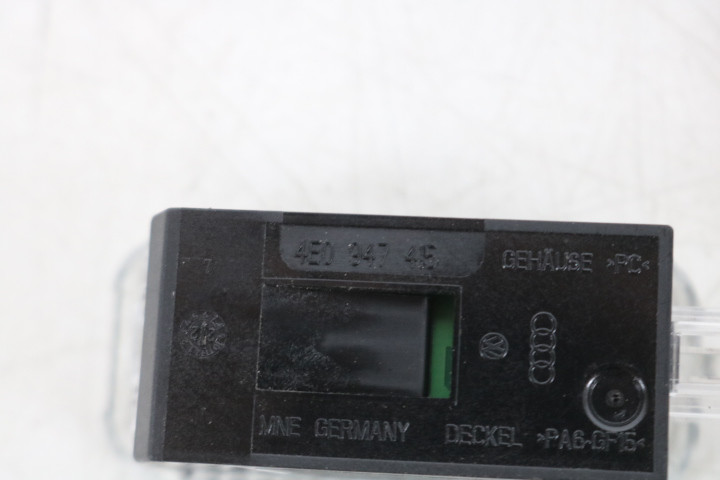 4E0 947 415
GEHÄUSE >PC<
MNE GERMANY DECKEL >PA6-GF15<